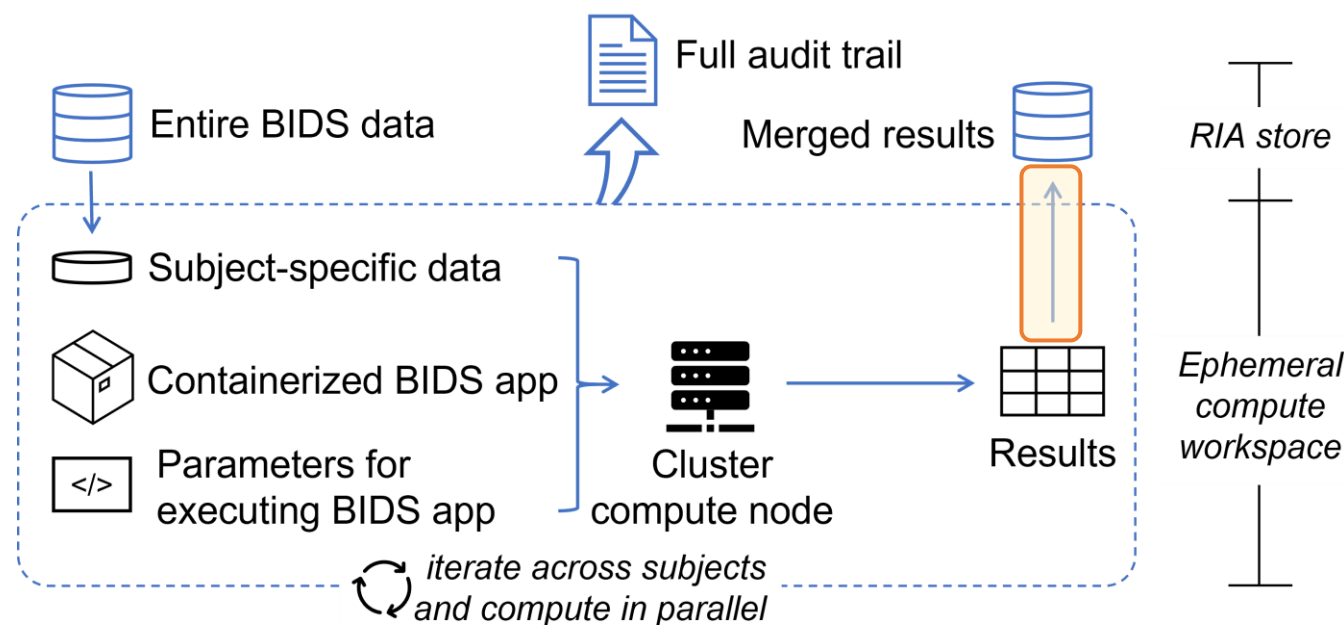 Full audit trail
Entire BIDS data
Merged results
RIA store
Subject-specific data
Containerized BIDS app
Parameters for
executing BIDS app
</>
Cluster
compute node
Results
Ephemeral
compute
workspace
iterate across subjects
and compute in parallel